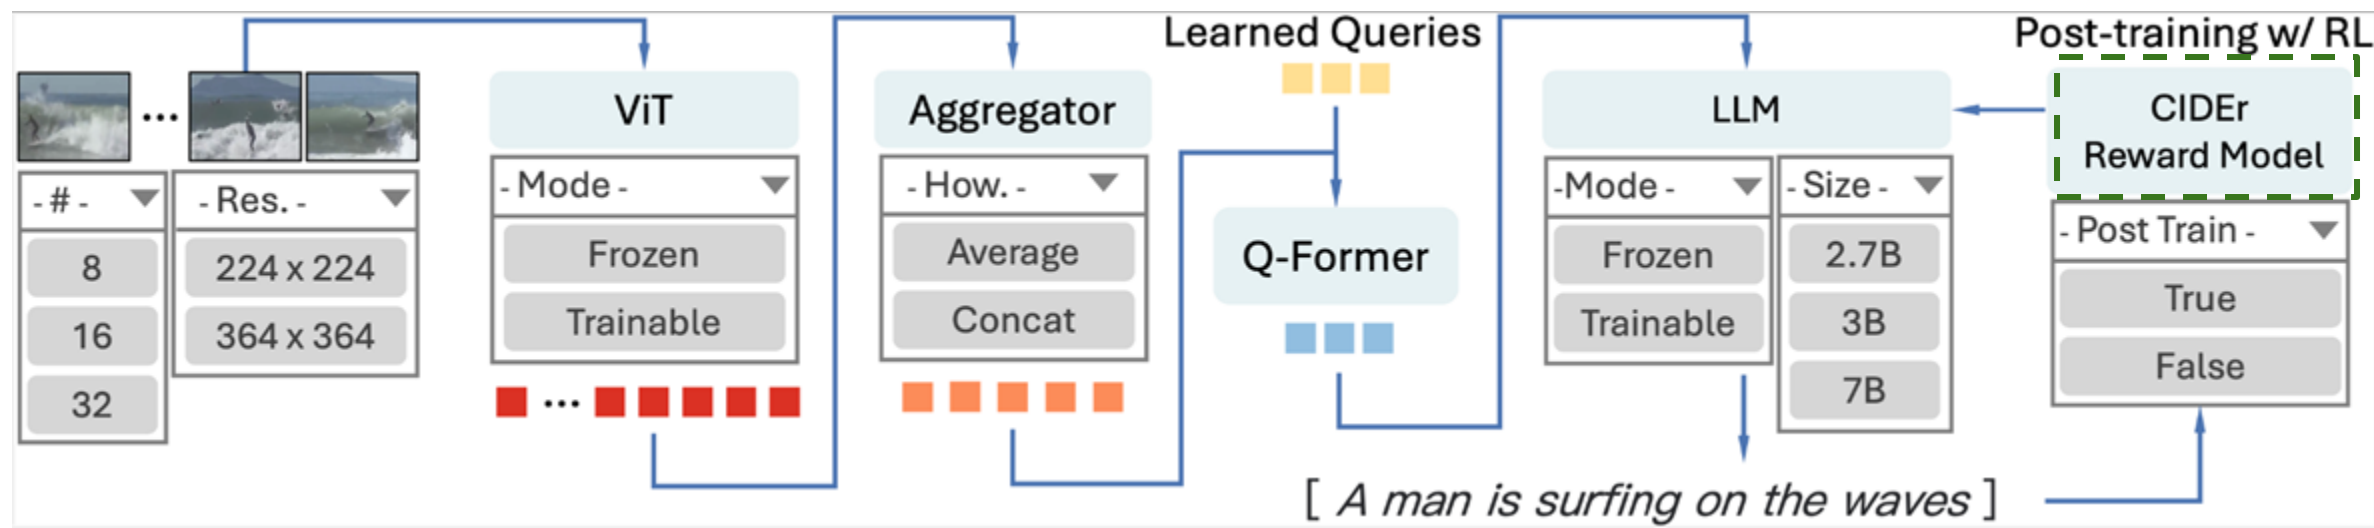 Learned Queries
Post-training w/ RL
ViT
Aggregator
LLM
CIDEr
Reward Model
...
- # -
- Res. -
- Mode -
- How. -
Q-Former
-Mode -
- Size -
- Post Train -
8
16
32
224 x 224
364 x 364
Frozen
Trainable
Average
Concat
Frozen
Trainable
2.7B
3B
7B
True
False
...
[ A man is surfing on the waves ]